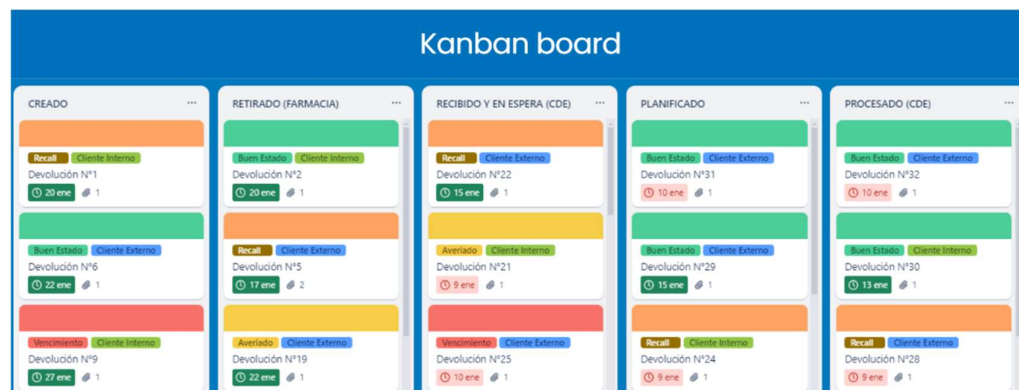 Kanban board
CREADO
Recall Cliente Interno
Devolución N°1
20 ene 1
Buen Estado Cliente Externo
Devolución N°6
22 ene 1
Vencimiento Cliente Interno
Devolución N°9
27 ene 1
RETIRADO (FARMACIA)
Buen Estado Cliente Interno
Devolución N°2
20 ene 1
Recall Cliente Externo
Devolución N°5
17 ene 2
Averiado Cliente Externo
Devolución N°19
22 ene 1
RECIBIDO Y EN ESPERA (CDE)
Recall Cliente Externo
Devolución N°22
15 ene 1
Averiado Cliente Interno
Devolución N°21
9 ene 1
Vencimiento Cliente Externo
Devolución N°25
10 ene 1
PLANIFICADO
Buen Estado Cliente Externo
Devolución N°31
10 ene 1
Buen Estado Cliente Externo
Devolución N°29
15 ene 1
Recall Cliente Interno
Devolución N°24
9 ene 1
PROCESADO (CDE)
Buen Estado Cliente Externo
Devolución N°32
10 ene 1
Buen Estado Cliente Interno
Devolución N°30
13 ene 1
Recall Cliente Externo
Devolución N°28
9 ene 1